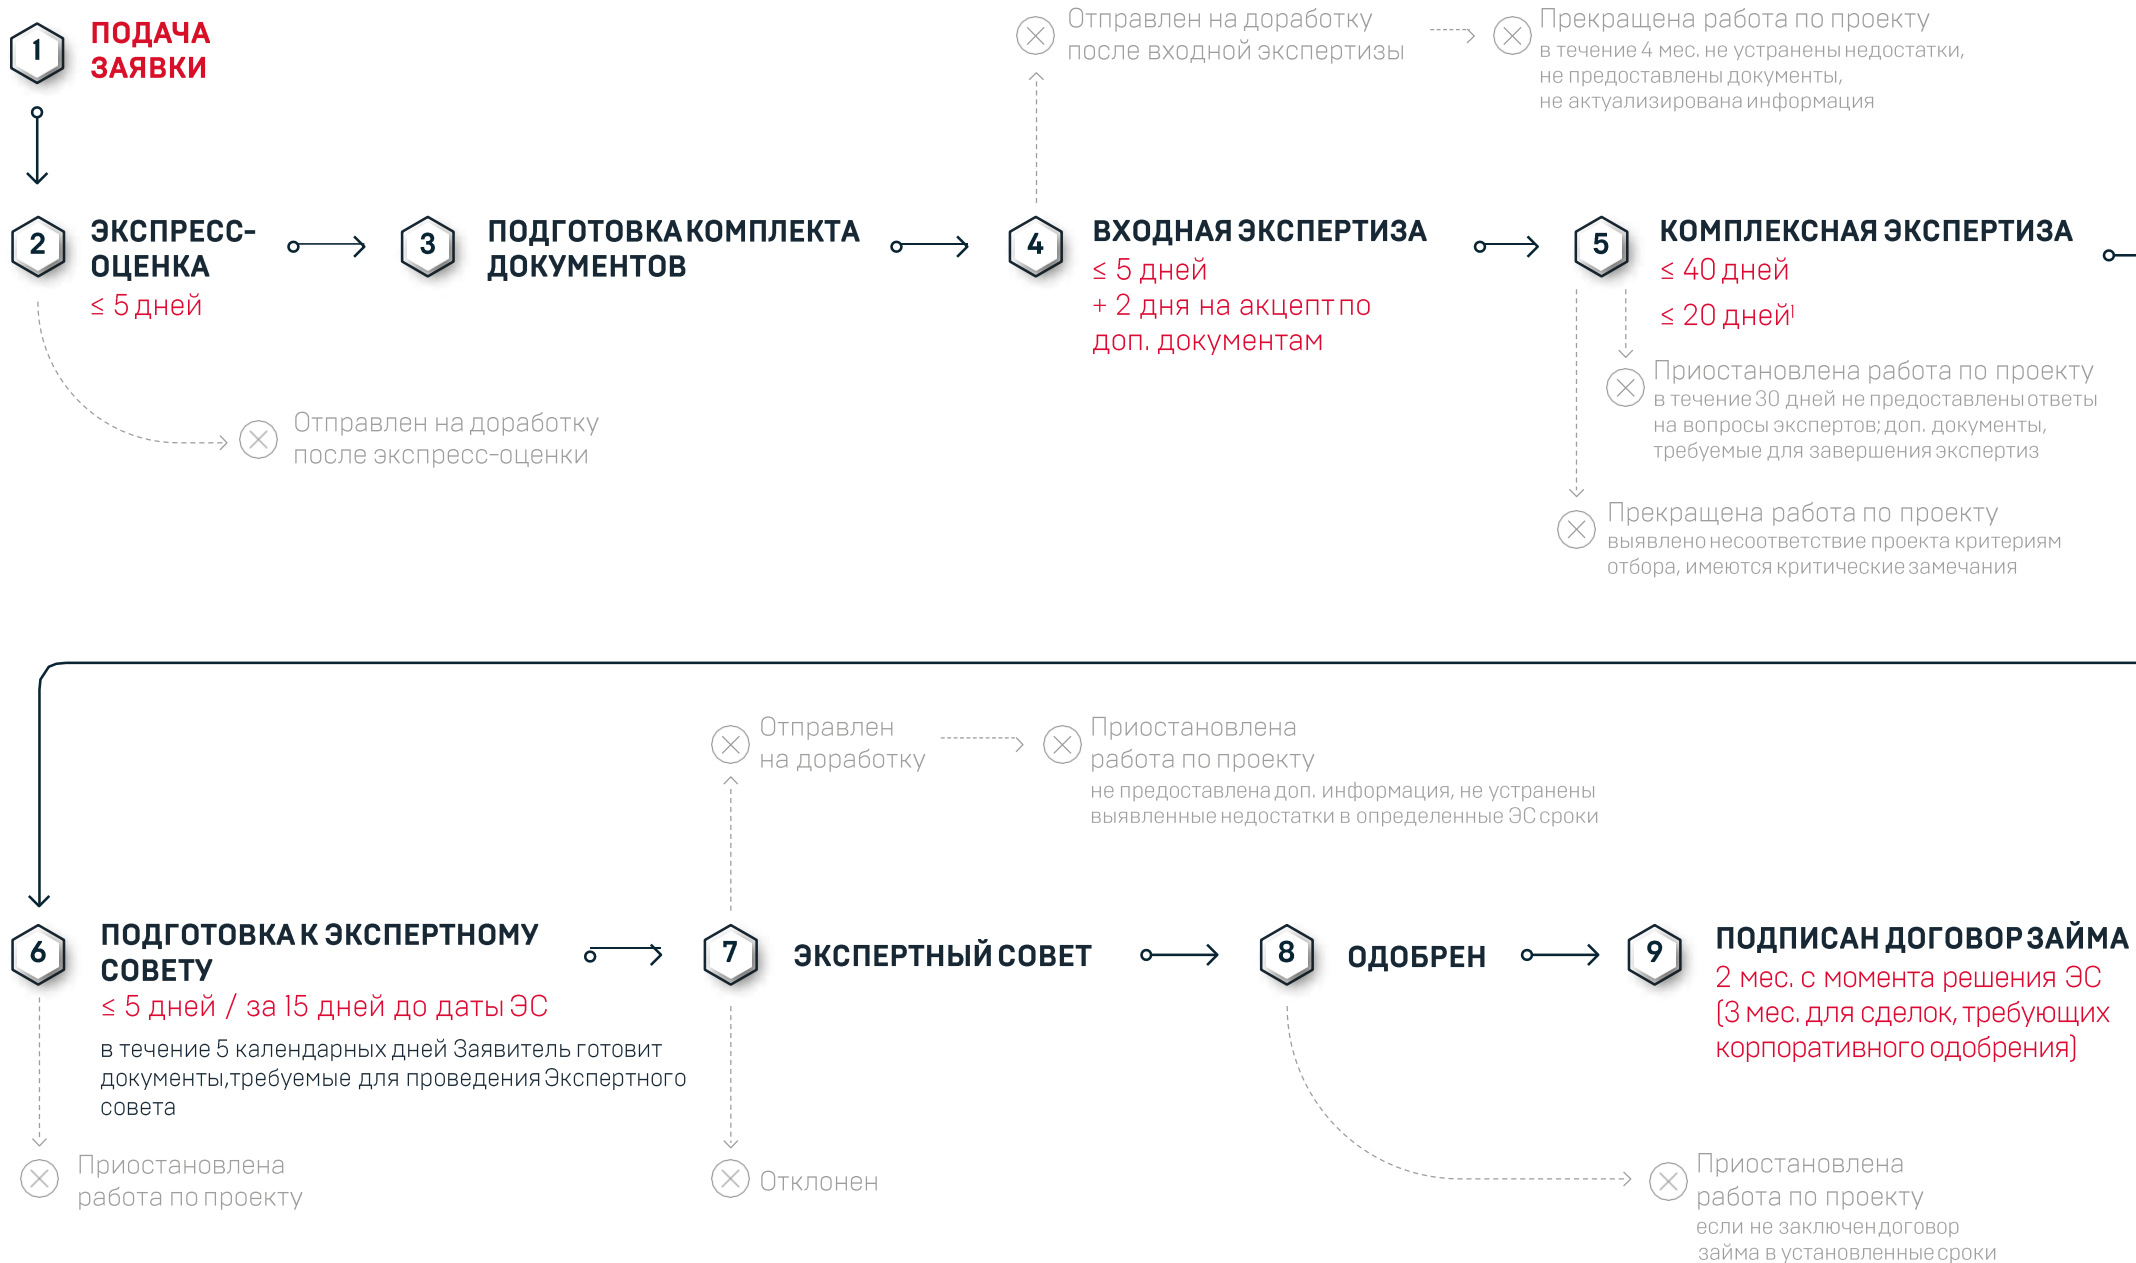 1
ПОДАЧА
ЗАЯВКИ
Отправлен на доработку
после входной экспертизы
Прекращена работа по проекту
в течение 4 мес. не устранены недостатки,
не предоставлены документы,
не актуализирована информация
2
ЭКСПРЕСС-
ОЦЕНКА
≤ 5 дней
3
ПОДГОТОВКА КОМПЛЕКТА
ДОКУМЕНТОВ
4
ВХОДНАЯ ЭКСПЕРТИЗА
≤ 5 дней
+ 2 дня на акцепт по
доп. документам
5
КОМПЛЕКСНАЯ ЭКСПЕРТИЗА
≤ 40 дней
≤ 20 дней¹
Отправлен на доработку
после экспресс-оценки
Приостановлена работа по проекту
в течение 30 дней не предоставлены ответы
на вопросы экспертов; доп. документы,
требуемые для завершения экспертиз
Прекращена работа по проекту
выявлено несоответствие проекта критериям
отбора, имеются критические замечания
Отправлен
на доработку
Приостановлена
работа по проекту
не предоставлена доп. информация, не устранены
выявленные недостатки в определенные ЭС сроки
6
ПОДГОТОВКА К ЭКСПЕРТНОМУ
СОВЕТУ
≤ 5 дней / за 15 дней до даты ЭС
в течение 5 календарных дней Заявитель готовит
документы,требуемые для проведения Экспертного
совета
7
ЭКСПЕРТНЫЙ СОВЕТ
8
ОДОБРЕН
9
ПОДПИСАН ДОГОВОР ЗАЙМА
2 мес. с момента решения ЭС
(3 мес. для сделок, требующих
корпоративного одобрения)
Приостановлена
работа по проекту
Отклонен
Приостановлена
работа по проекту
если не заключен договор
займа в установленные сроки